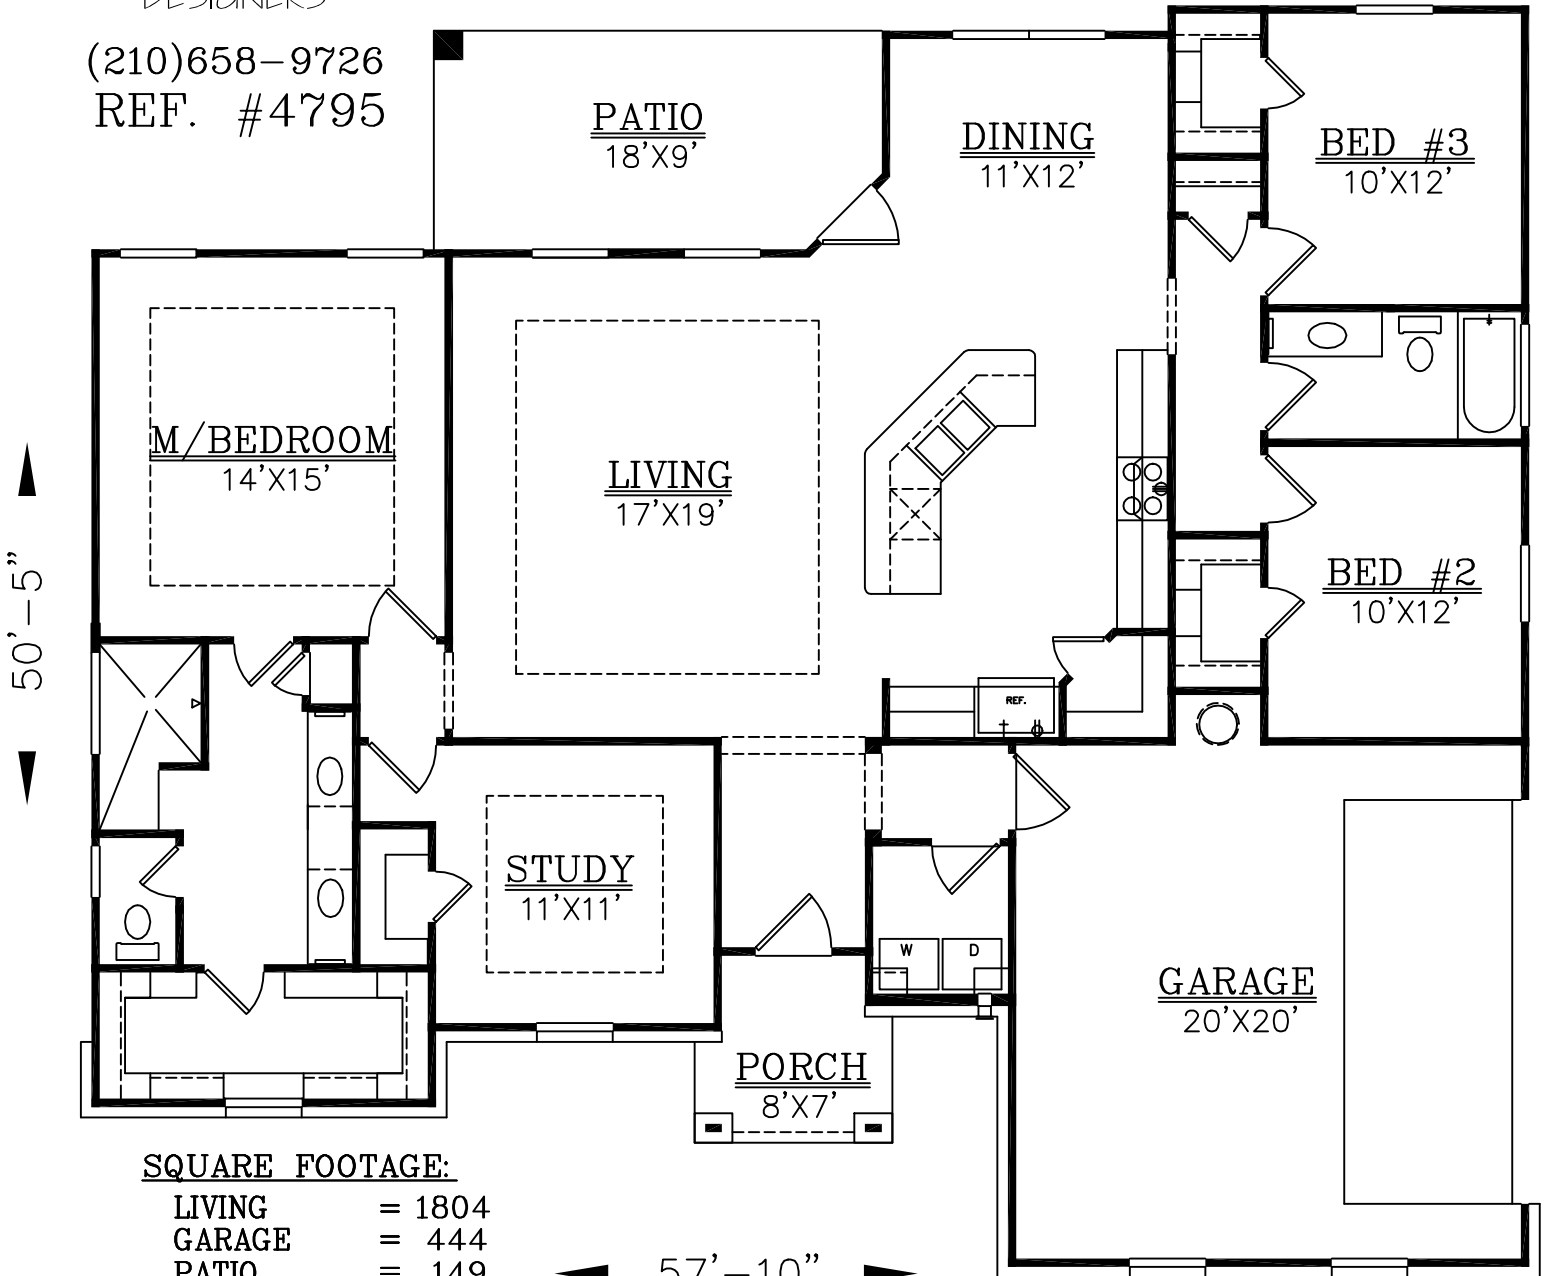 DESIGNERS
(210)658-9726
REF. #4795
PATIO
18'X9'
DINING
11'X12'
BED #3
10'X12'
M/BEDROOM
14'X15'
LIVING
17'X19'
BED #2
10'X12'
50'-5"
REF.
STUDY
11'X11'
W
D
GARAGE
20'X20'
PORCH
8'X7'
SQUARE FOOTAGE:
LIVING = 1804
GARAGE = 444
PATIO = 149
57'-10"